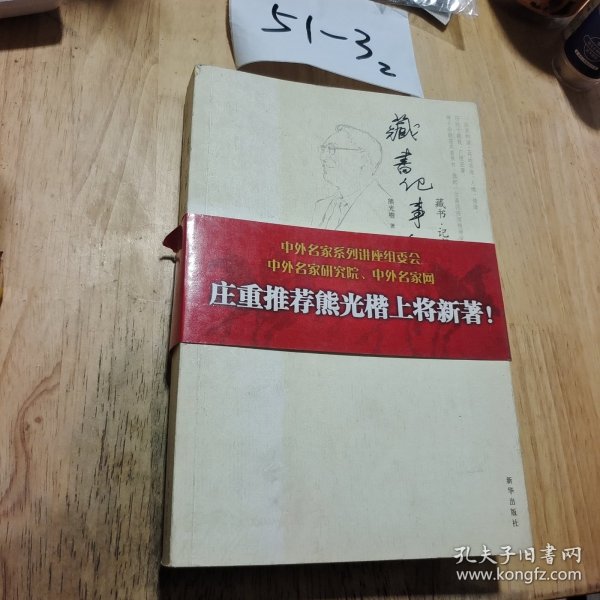 51-3₂
藏書記事
藏书·记
熊光楷 著
中外名家系列讲座组委会
中外名家研究院、中外名家网
庄重推荐熊光楷上将新著!
新华出版社
孔夫子旧书网
www.kongfz.com